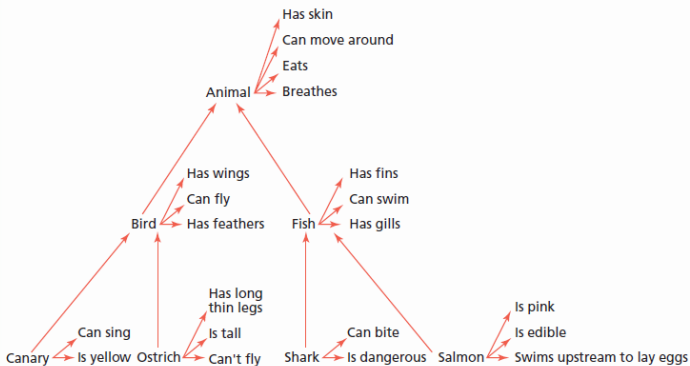 Has skin
Can move around
Eats
Animal
Breathes
Has wings
Can fly
Bird
Has feathers
Has fins
Can swim
Fish
Has gills
Can sing
Canary
Is yellow
Has long
thin legs
Is tall
Ostrich
Can't fly
Can bite
Shark
Is dangerous
Is pink
Is edible
Salmon
Swims upstream to lay eggs